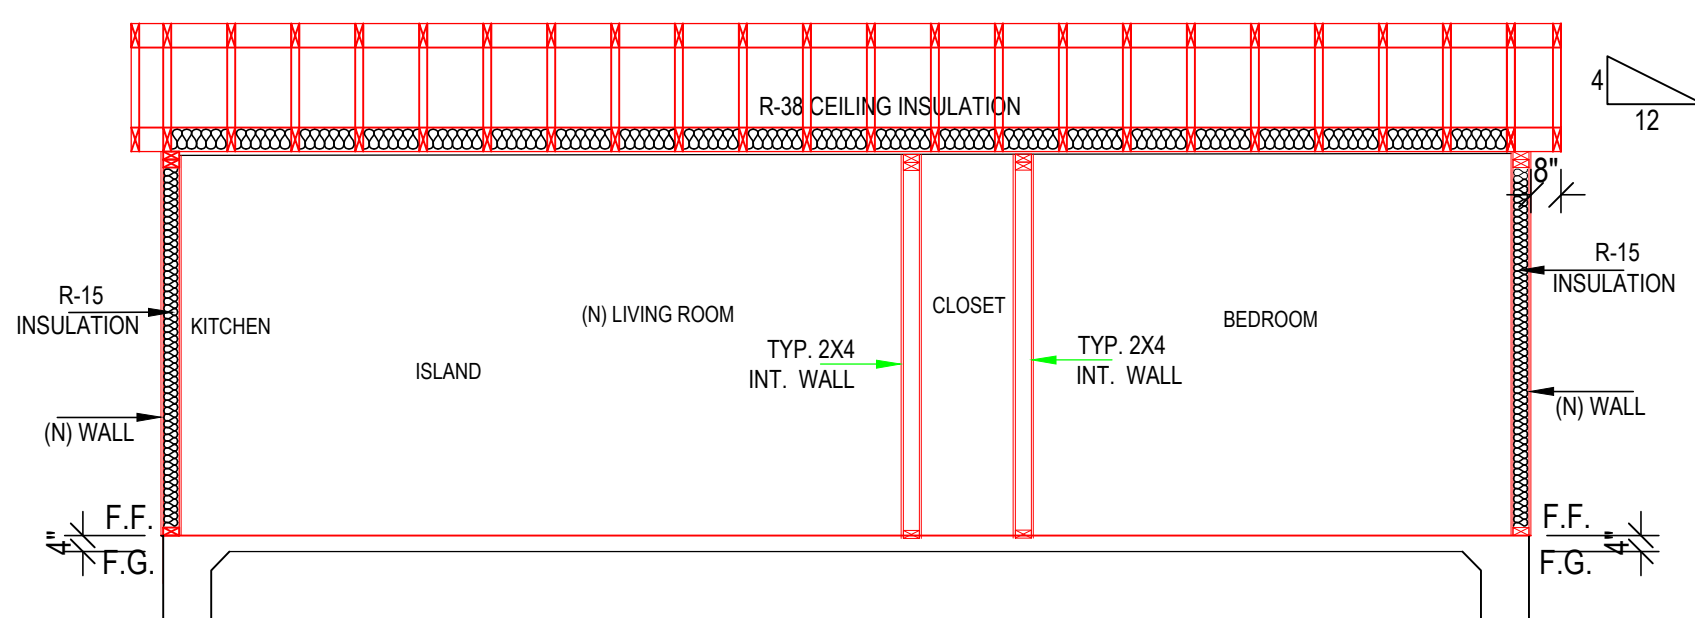 R-38 CEILING INSULATION
4
12
8"
R-15
INSULATION
R-15
INSULATION
KITCHEN
(N) LIVING ROOM
CLOSET
BEDROOM
ISLAND
TYP. 2X4
INT. WALL
TYP. 2X4
INT. WALL
(N) WALL
(N) WALL
F.F.
4"
F.G.
F.F.
4"
F.G.